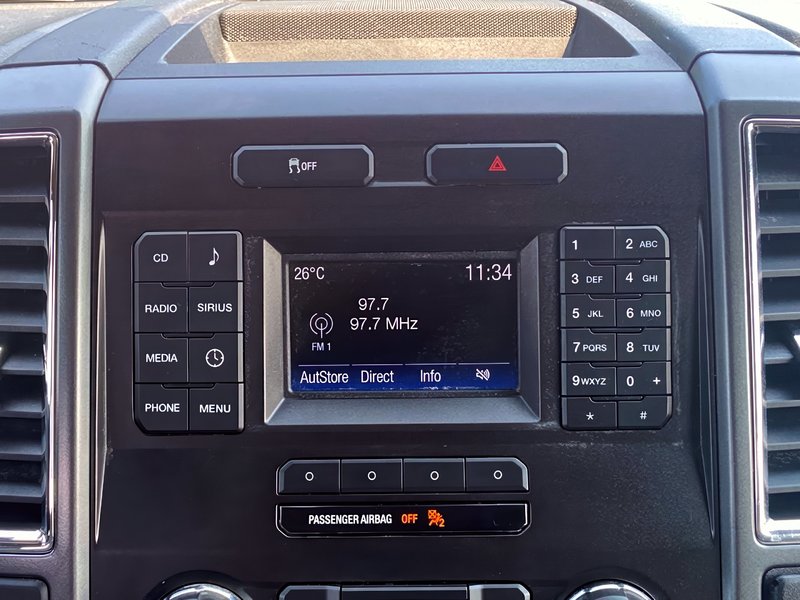 OFF
26°C 11:34
97.7
97.7 MHz
FM 1
AutStore Direct Info
CD
RADIO SIRIUS
MEDIA
PHONE MENU
1 2 ABC
3 DEF 4 GHI
5 JKL 6 MNO
7 PQRS 8 TUV
9 WXYZ 0 +
* #
PASSENGER AIRBAG OFF 2